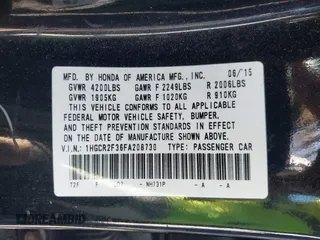 MFD. BY HONDA OF AMERICA MFG., INC. 06/15
GVWR 4200LBS GAWR F 2249LBS R 2006LBS
GVWR 1905KG GAWR F 1020KG R 910KG
THIS VEHICLE CONFORMS TO ALL APPLICABLE
FEDERAL MOTOR VEHICLE SAFETY, BUMPER,
AND THEFT PREVENTION STANDARDS IN EFFECT
ON THE DATE OF MANUFACTURE SHOWN ABOVE.
V.I.N.: 1HGCR2F36FA208730 TYPE: PASSENGER CAR
NH731P - A - A